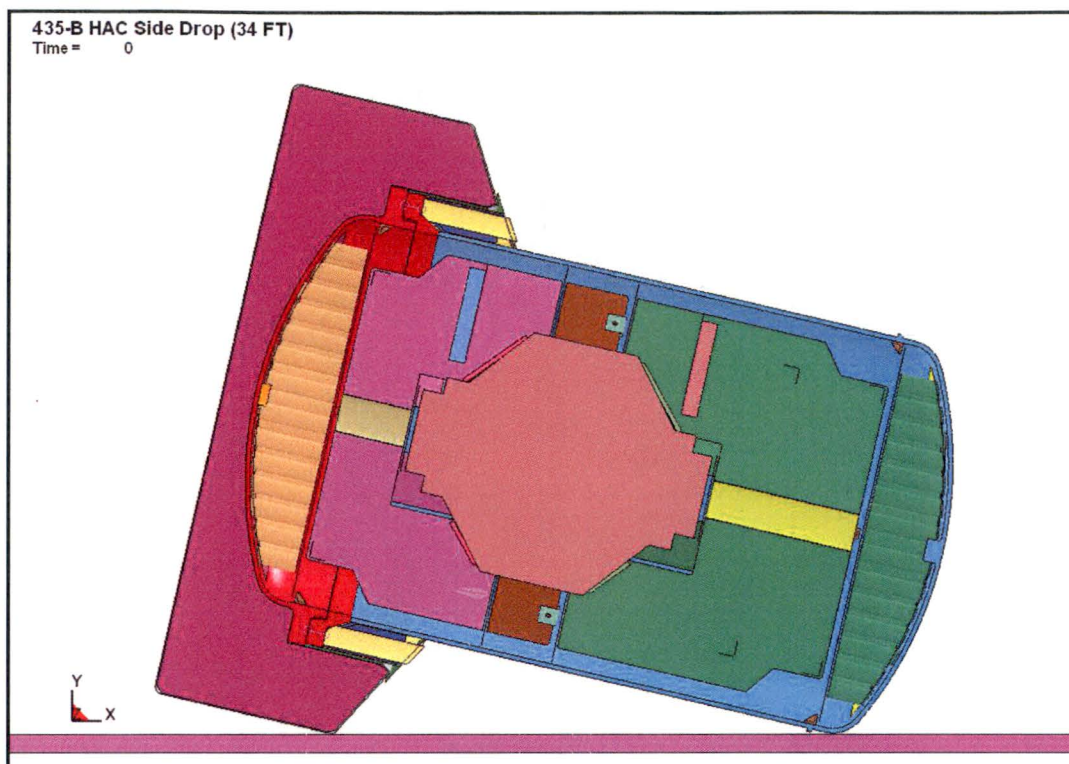 435-B HAC Side Drop (34 FT)
Time = 0
Y
X